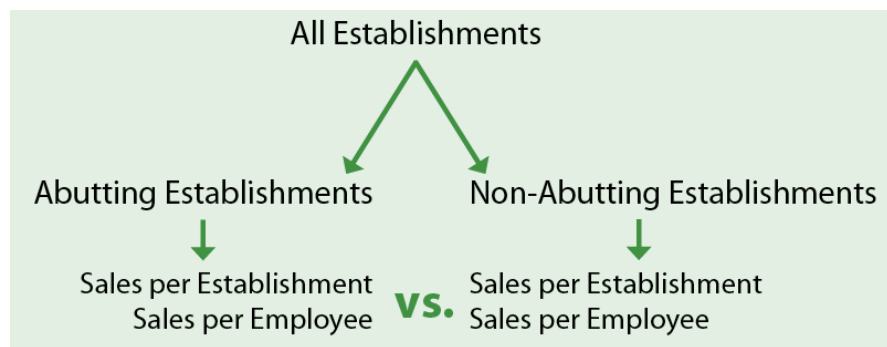 All Establishments
Abutting Establishments
Non-Abutting Establishments
Sales per Establishment
Sales per Employee
vs.
Sales per Establishment
Sales per Employee